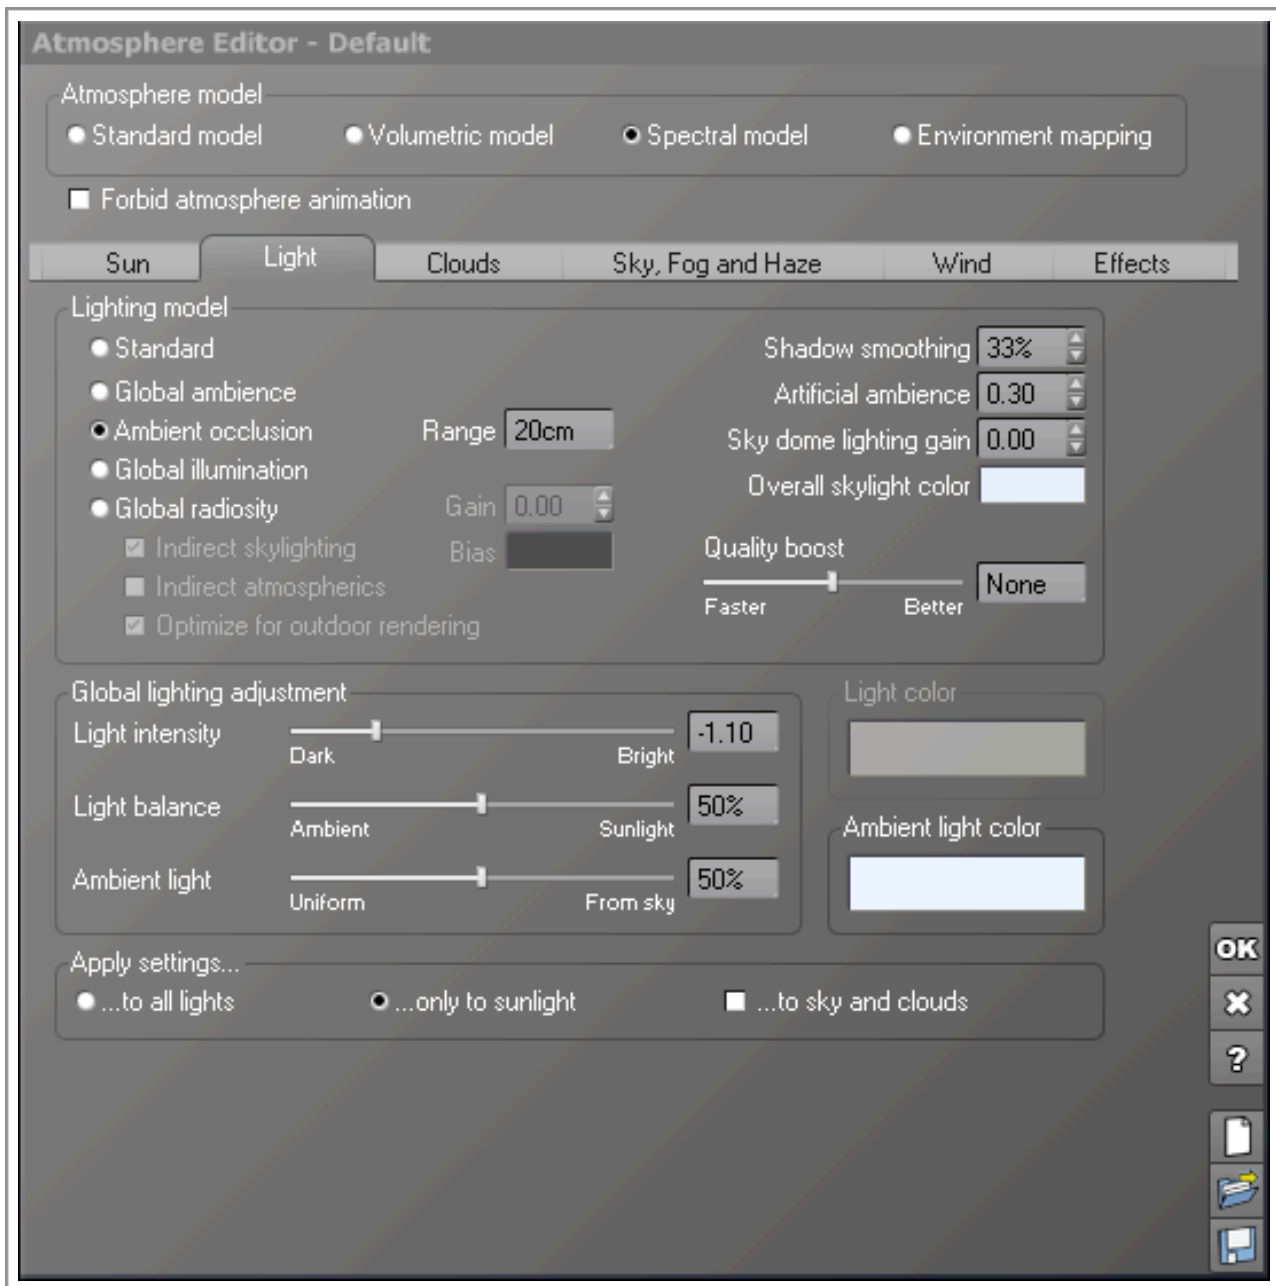 Atmosphere Editor - Default
Atmosphere model
Standard model Volumetric model Spectral model Environment mapping
Forbid atmosphere animation
Sun Light Clouds Sky, Fog and Haze Wind Effects
Lighting model
Standard Shadow smoothing 33%
Global ambience Artificial ambience 0.30
Ambient occlusion Range 20cm Sky dome lighting gain 0.00
Global illumination
Overall skylight color
Global radiosity Gain 0.00
Indirect skylighting Bias Quality boost
Indirect atmospherics None
Faster Better
Optimize for outdoor rendering
Global lighting adjustment Light color
Light intensity -1.10
Dark Bright
Light balance 50%
Ambient Sunlight Ambient light color
Ambient light 50%
Uniform From sky
OK
Apply settings...
...to all lights ...only to sunlight ...to sky and clouds
?